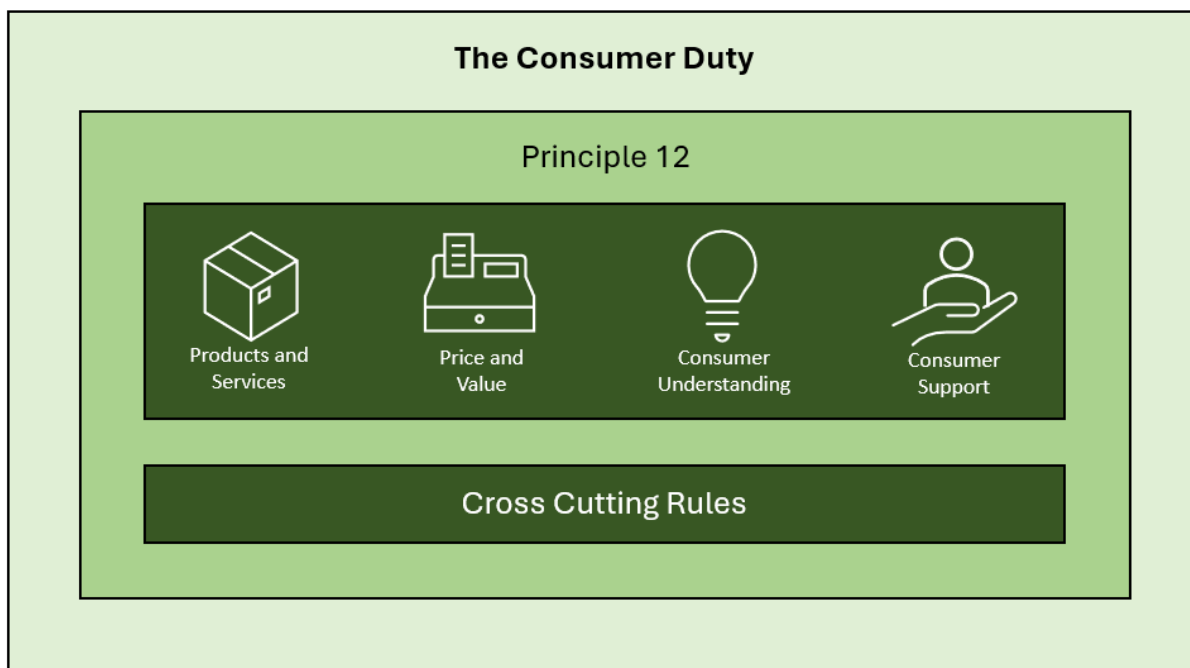 The Consumer Duty
Principle 12
Products and
Services
Price and
Value
Consumer
Understanding
Consumer
Support
Cross Cutting Rules